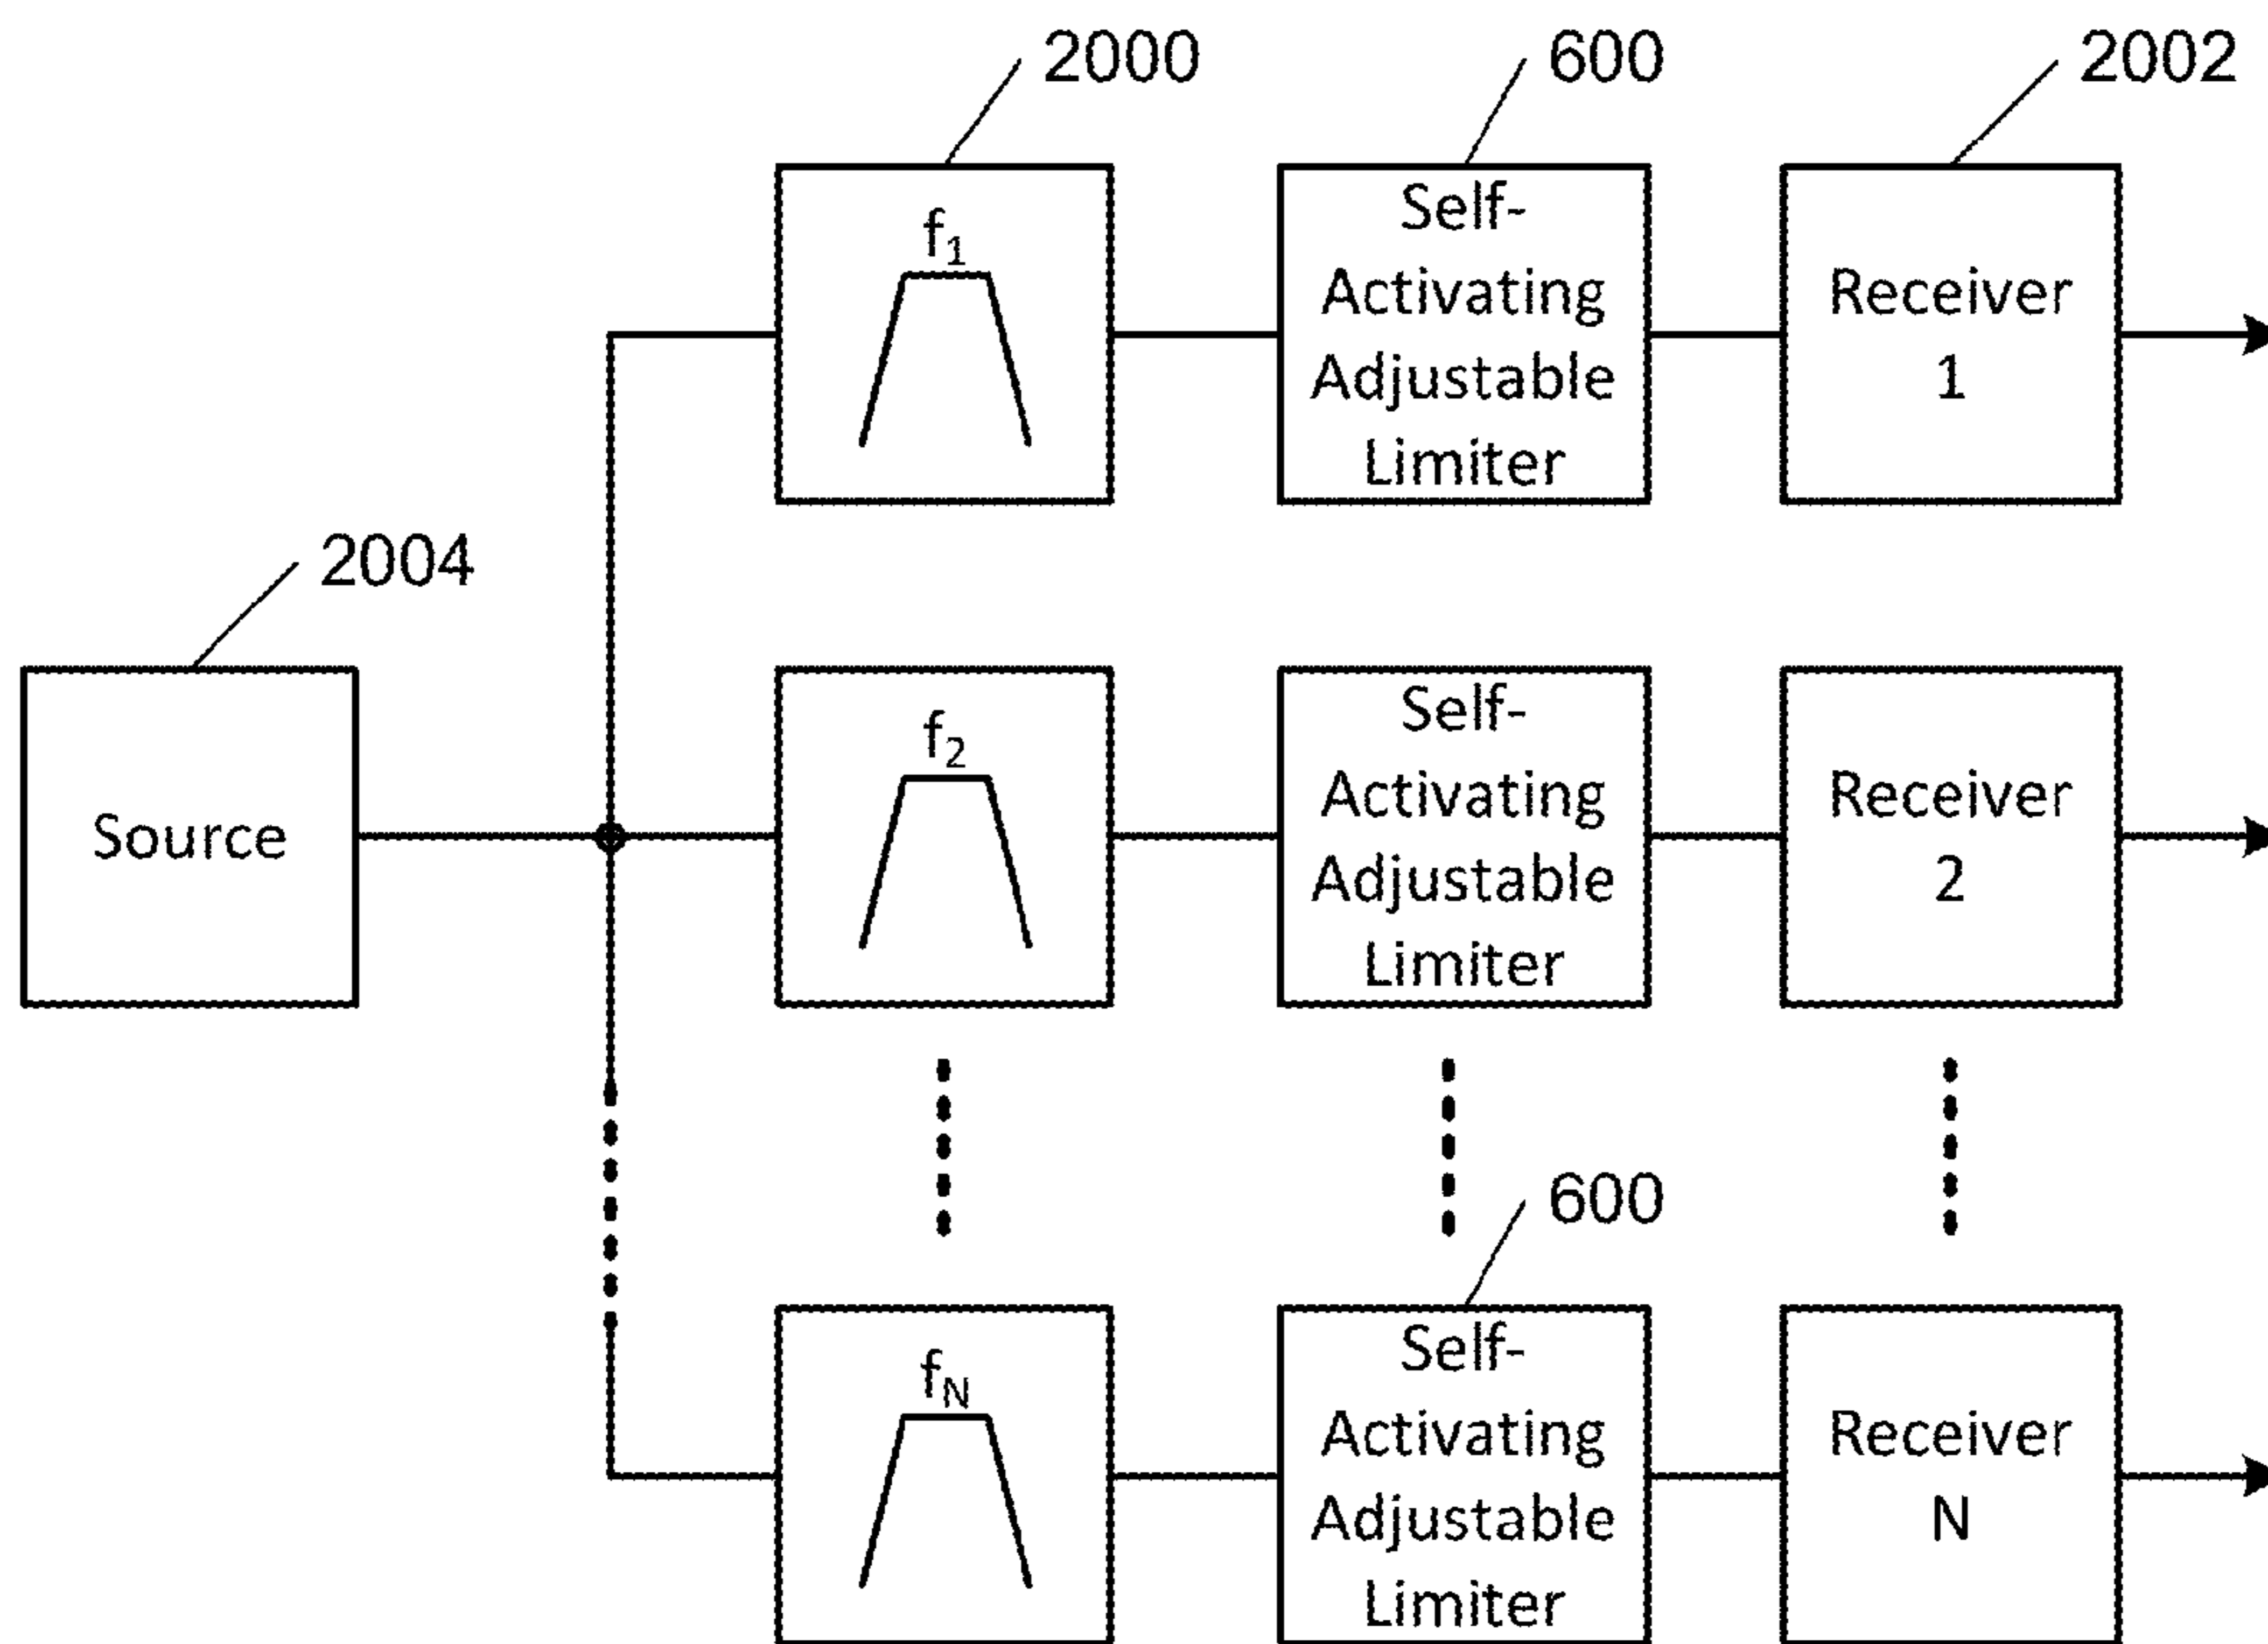 2000
600
2002
f₁
Self-
Activating
Adjustable
Limiter
Receiver
1
2004
Source
f₂
Self-
Activating
Adjustable
Limiter
Receiver
2
600
f_N
Self-
Activating
Adjustable
Limiter
Receiver
N